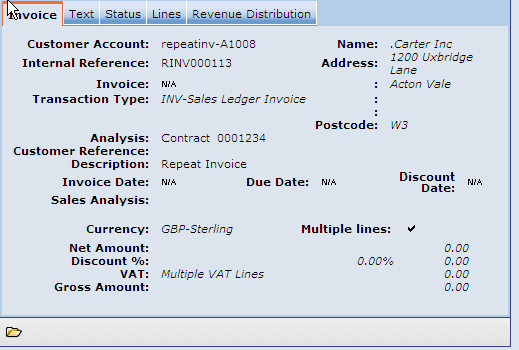 Invoice Text Status Lines Revenue Distribution
Customer Account: repeatinv-A1008 Name: .Carter Inc
Internal Reference: RINV000113 Address: 1200 Uxbridge
Lane
Invoice: N/A : Acton Vale
Transaction Type: INV-Sales Ledger Invoice :
:
Postcode: W3
Analysis: Contract 0001234
Customer Reference:
Description: Repeat Invoice
Invoice Date: N/A Due Date: N/A Discount
Date: N/A
Sales Analysis:
Currency: GBP-Sterling Multiple lines: ✔
Net Amount: 0.00
Discount %: 0.00% 0.00
VAT: Multiple VAT Lines 0.00
Gross Amount: 0.00